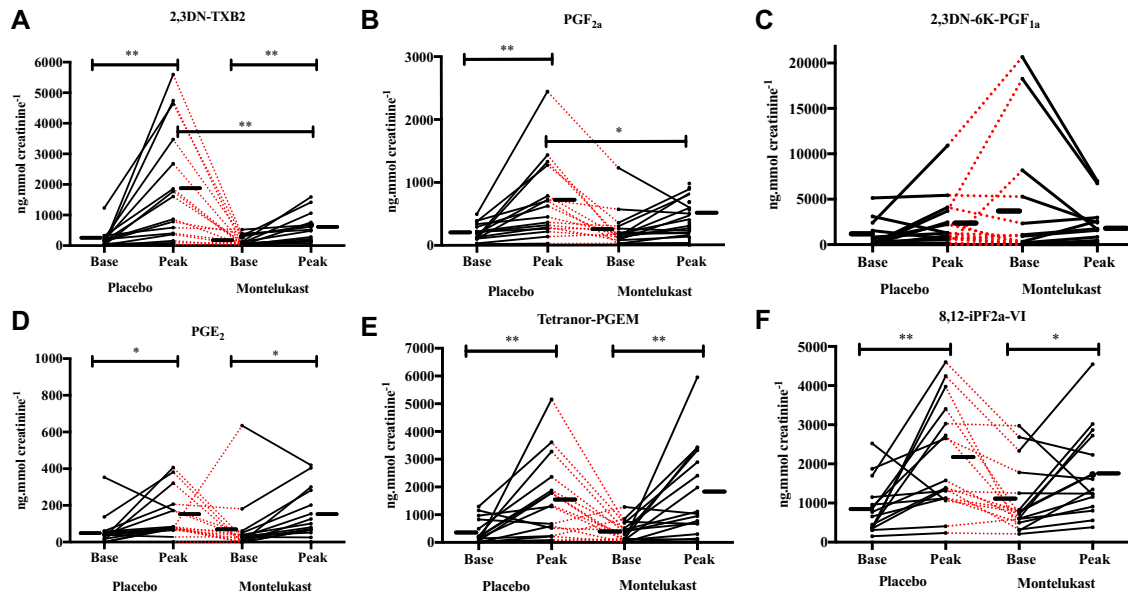 A
2,3DN-TXB2
ng.mmol creatinine⁻¹
6000
5000
4000
3000
2000
1000
0
**
**
**
Base
Peak
Base
Peak
Placebo
Montelukast
B
PGF₂ₐ
ng.mmol creatinine⁻¹
3000
2000
1000
0
**
*
Base
Peak
Base
Peak
Placebo
Montelukast
C
2,3DN-6K-PGF₁ₐ
ng.mmol creatinine⁻¹
20000
15000
10000
5000
0
Base
Peak
Base
Peak
Placebo
Montelukast
D
PGE₂
ng.mmol creatinine⁻¹
1000
800
600
400
200
0
*
*
Base
Peak
Base
Peak
Placebo
Montelukast
E
Tetranor-PGEM
ng.mmol creatinine⁻¹
7000
6000
5000
4000
3000
2000
1000
0
**
**
Base
Peak
Base
Peak
Placebo
Montelukast
F
8,12-iPF2a-VI
ng.mmol creatinine⁻¹
5000
4000
3000
2000
1000
0
**
*
Base
Peak
Base
Peak
Placebo
Montelukast